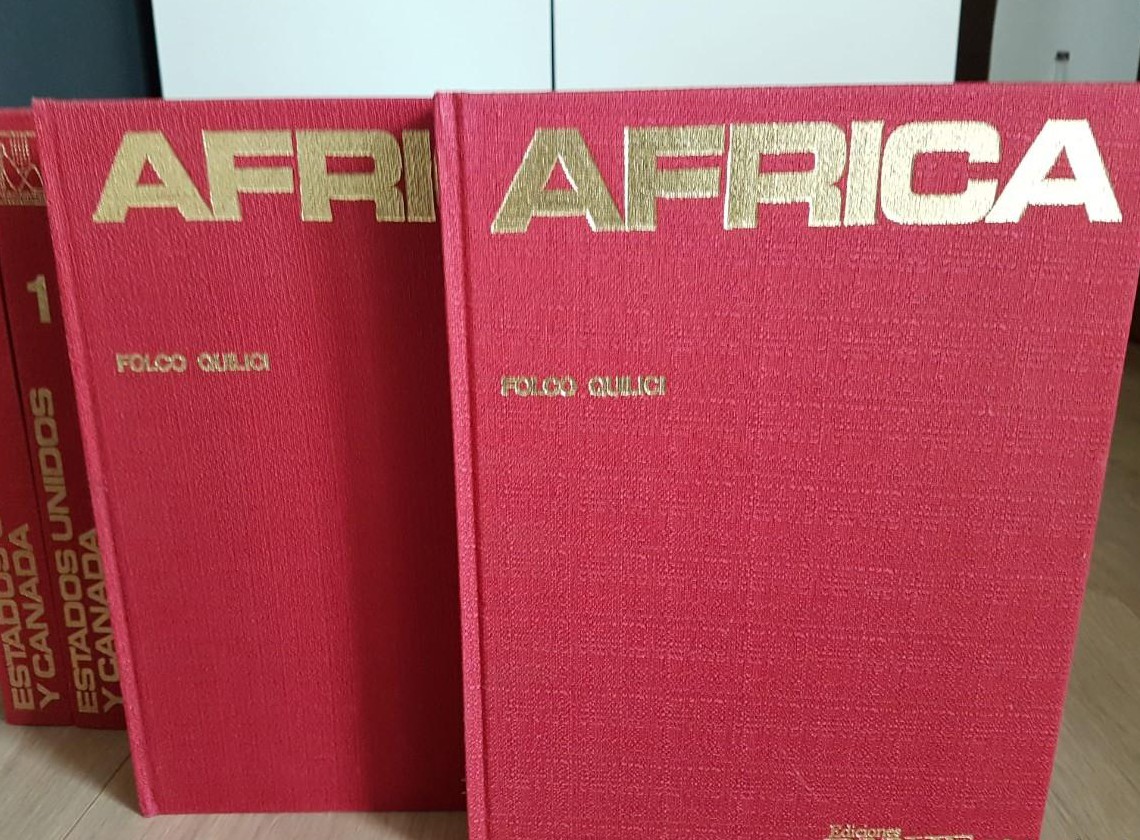 AFRICA
FOLCO QUILICI
Ediciones
AFRI
FOLCO QUILICI
1
ESTADOS UNIDOS
Y CANADA
ESTADOS
Y CANADA